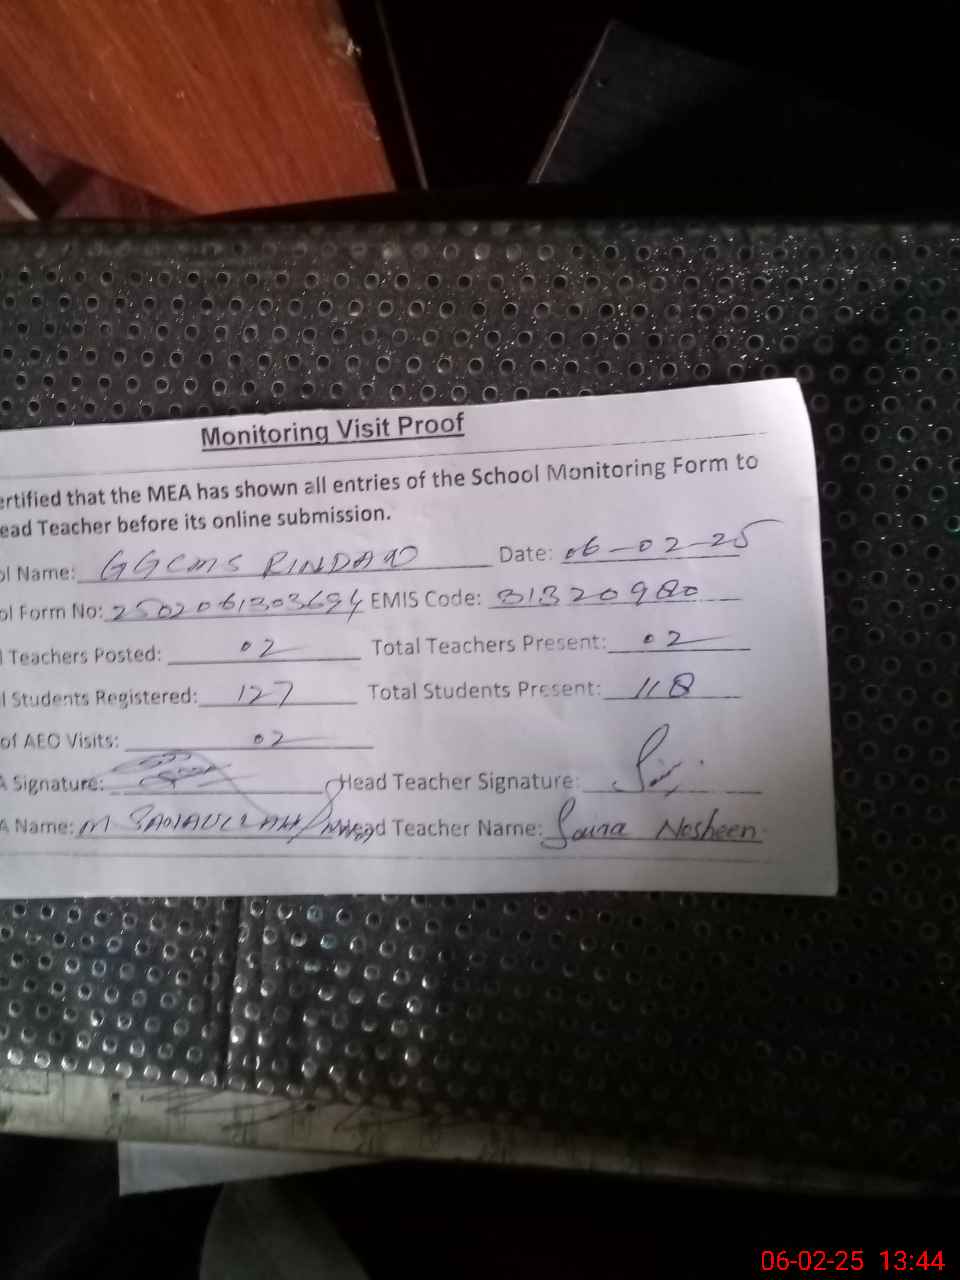 Monitoring Visit Proof
ertified that the MEA has shown all entries of the School Monitoring Form to
ead Teacher before its online submission.
ol Name: GGCMS Date: 06-02-25
ol Form No: 2502061303694 EMIS Code: 31320980
l Teachers Posted: 02 Total Teachers Present: 02
l Students Registered: 127 Total Students Present: 118
of AEO Visits: 02
A Signature: Head Teacher Signature:
A Name: M Head Teacher Name: Saira Nosheen
06-02-25 13:44